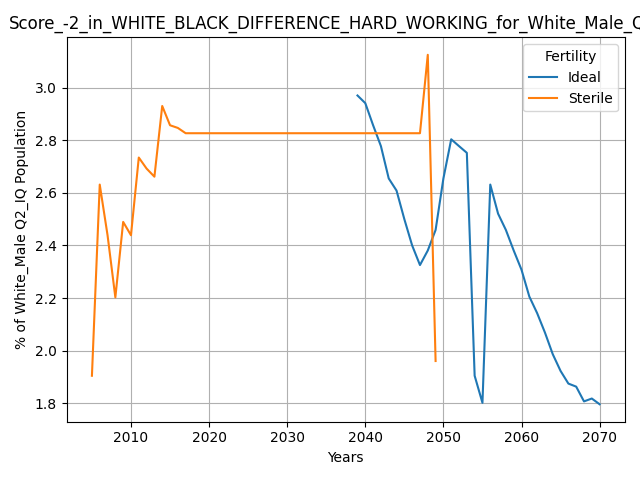 Score_-2_in_WHITE_BLACK_DIFFERENCE_HARD_WORKING_for_White_Male_Q
Fertility
Ideal
Sterile
% of White_Male Q2_IQ Population
3.0
2.8
2.6
2.4
2.2
2.0
1.8
2010 2020 2030 2040 2050 2060 2070
Years